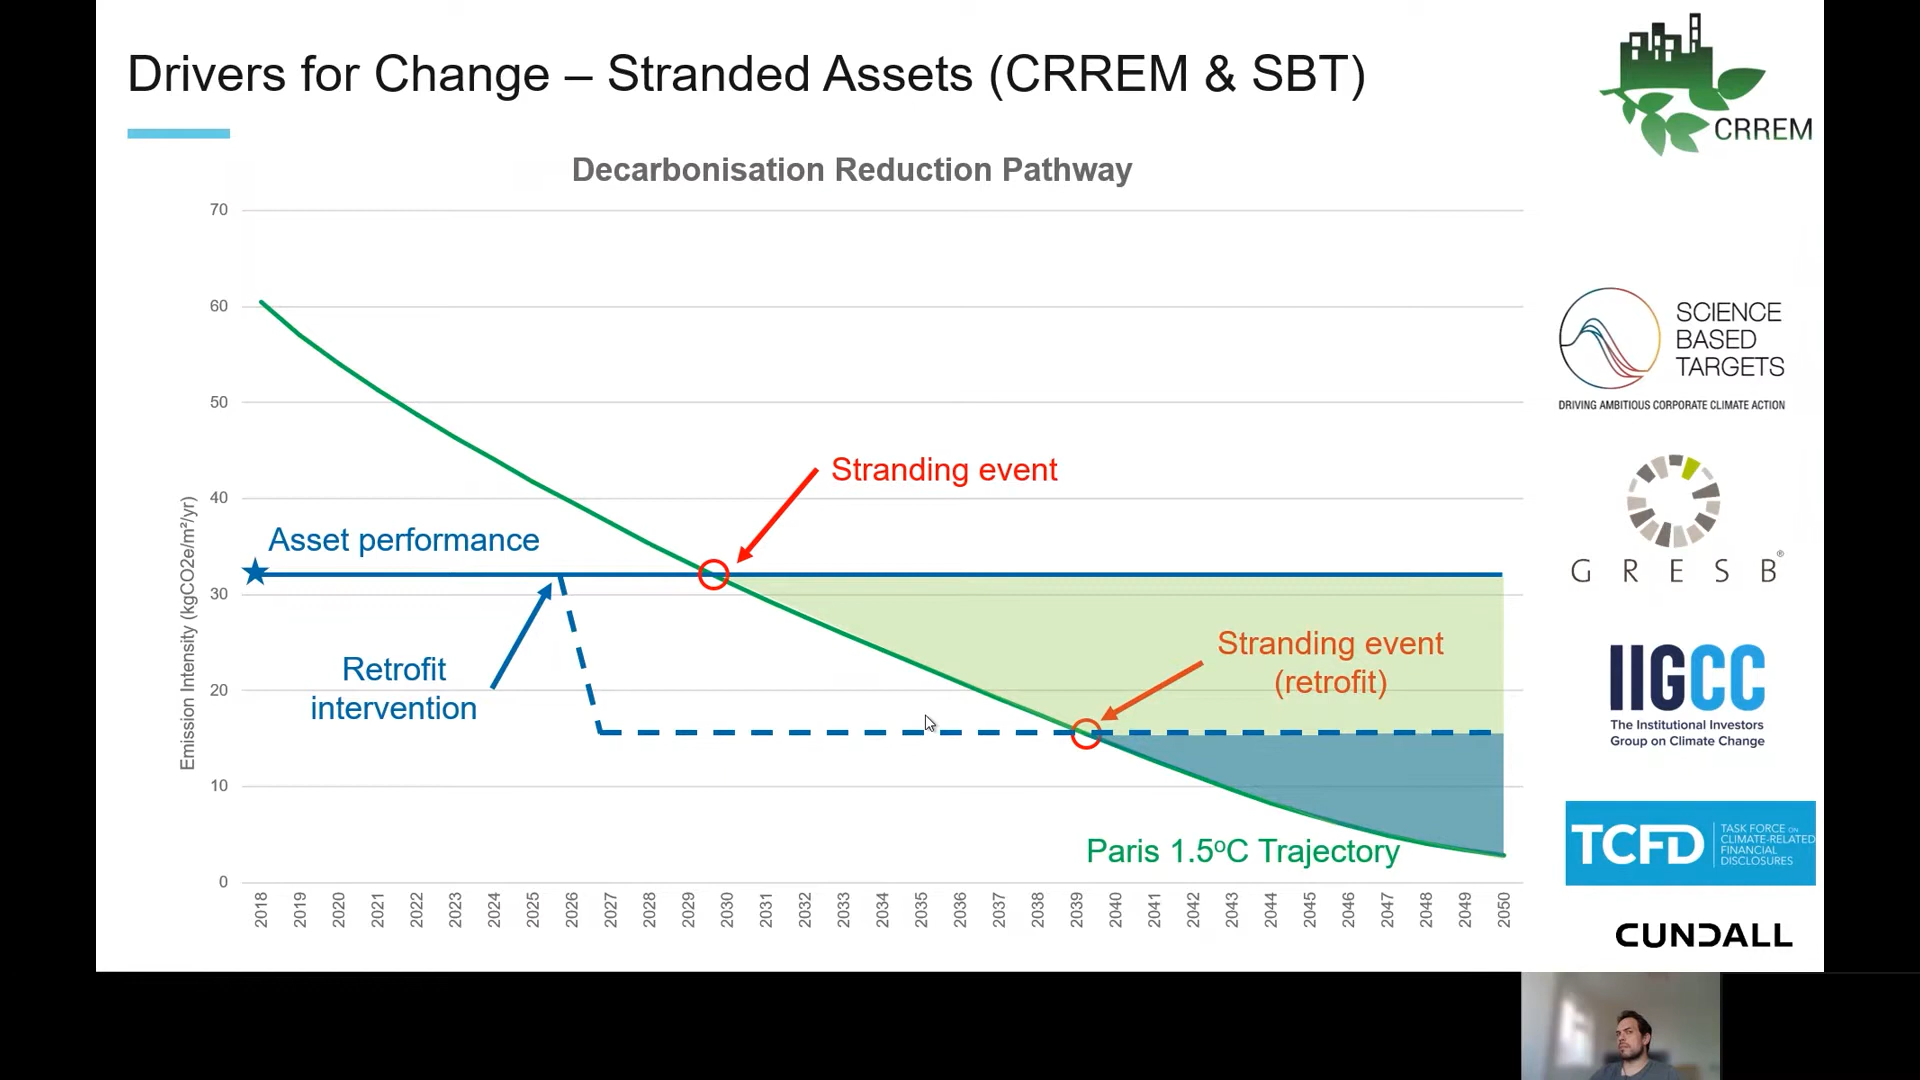 Drivers for Change – Stranded Assets (CRREM & SBT)
CRREM
Decarbonisation Reduction Pathway
70
60
50
40
30
20
10
0
Emission Intensity (kgCO2e/m²/yr)
Asset performance
Stranding event
Retrofit
intervention
Stranding event
(retrofit)
Paris 1.5ºC Trajectory
2018
2019
2020
2021
2022
2023
2024
2025
2026
2027
2028
2029
2030
2031
2032
2033
2034
2035
2036
2037
2038
2039
2040
2041
2042
2043
2044
2045
2046
2047
2048
2049
2050
SCIENCE
BASED
TARGETS
DRIVING AMBITIOUS CORPORATE CLIMATE ACTION
G R E S B ®
IIGCC
The Institutional Investors
Group on Climate Change
TCFD
TASK FORCE ON
CLIMATE-RELATED
FINANCIAL
DISCLOSURES
CUNDALL